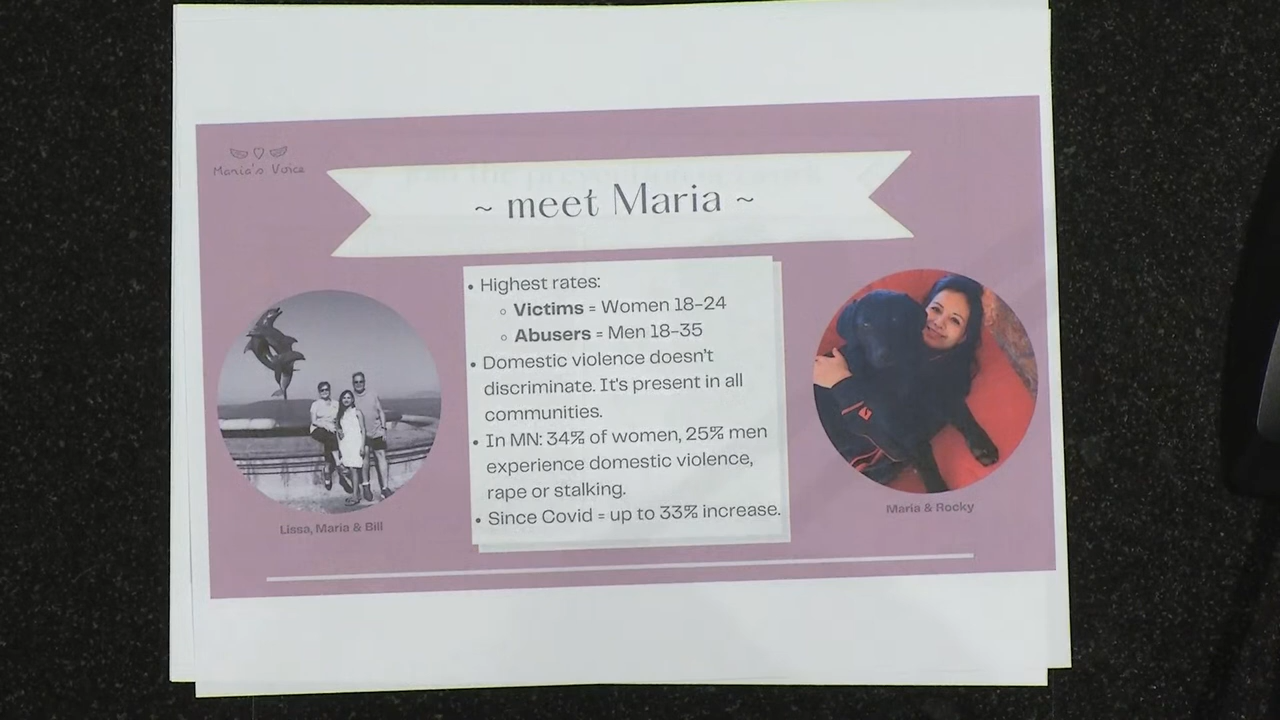 Maria's Voice
~ meet Maria ~
• Highest rates:
◦ Victims = Women 18-24
◦ Abusers = Men 18-35
• Domestic violence doesn't
discriminate. It's present in all
communities.
• In MN: 34% of women, 25% men
experience domestic violence,
rape or stalking.
• Since Covid = up to 33% increase.
Lissa, Maria & Bill
Maria & Rocky